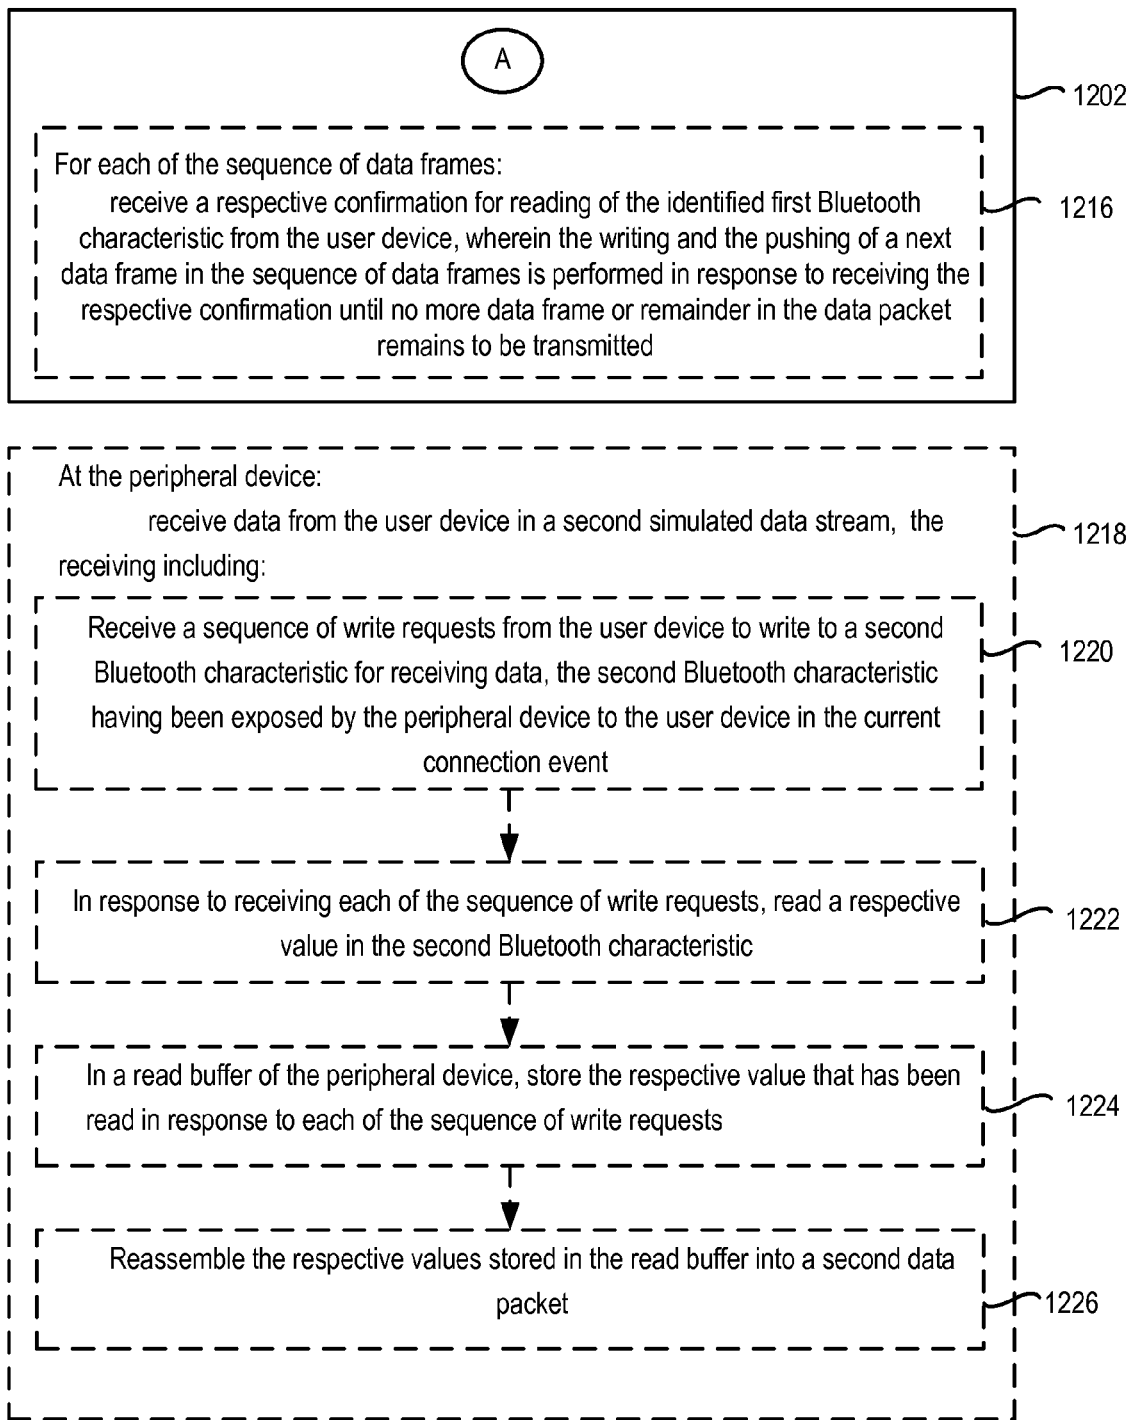 A
1202
For each of the sequence of data frames:
receive a respective confirmation for reading of the identified first Bluetooth
1216
characteristic from the user device, wherein the writing and the pushing of a next
data frame in the sequence of data frames is performed in response to receiving the
respective confirmation until no more data frame or remainder in the data packet
remains to be transmitted
At the peripheral device:
receive data from the user device in a second simulated data stream, the
1218
receiving including:
Receive a sequence of write requests from the user device to write to a second
1220
Bluetooth characteristic for receiving data, the second Bluetooth characteristic
having been exposed by the peripheral device to the user device in the current
connection event
In response to receiving each of the sequence of write requests, read a respective
1222
value in the second Bluetooth characteristic
In a read buffer of the peripheral device, store the respective value that has been
1224
read in response to each of the sequence of write requests
Reassemble the respective values stored in the read buffer into a second data
packet
1226